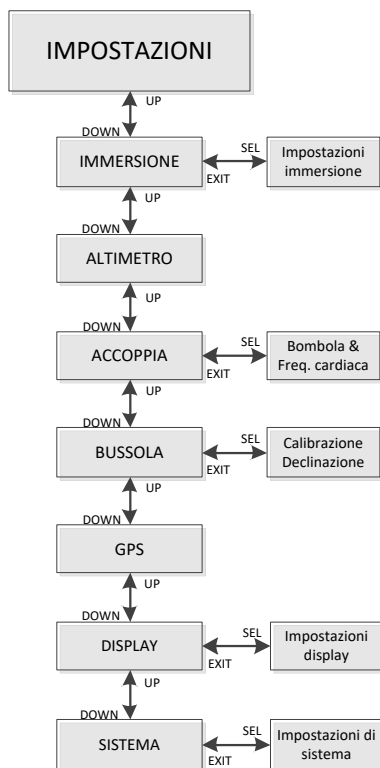 IMPOSTAZIONI
UP
DOWN
IMMERSIONE
SEL
EXIT
Impostazioni
immersione
UP
DOWN
ALTIMETRO
UP
DOWN
ACCOPPIA
SEL
EXIT
Bombola &
Freq. cardiaca
UP
DOWN
BUSSOLA
SEL
EXIT
Calibrazione
Declinazione
UP
DOWN
GPS
UP
DOWN
DISPLAY
SEL
EXIT
Impostazioni
display
UP
DOWN
SISTEMA
SEL
EXIT
Impostazioni di
sistema